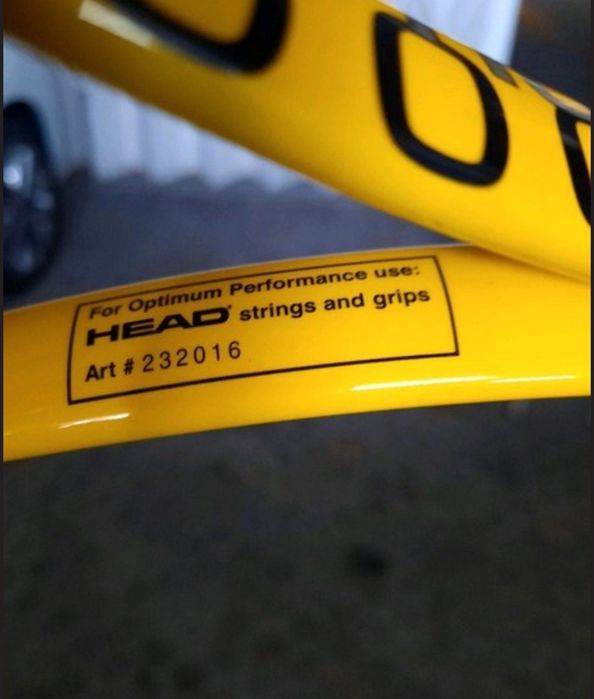 For Optimum Performance use:
HEAD® strings and grips
Art # 232016